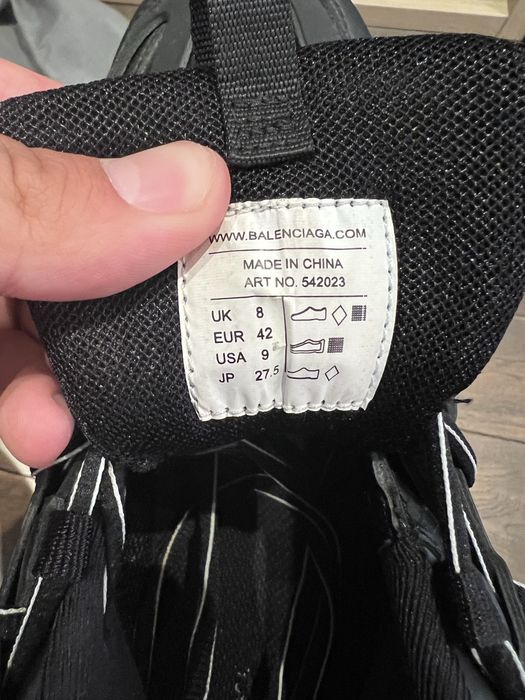 WWW.BALENCIAGA.COM
MADE IN CHINA
ART NO. 542023
UK 8
EUR 42
USA 9
JP 27.5